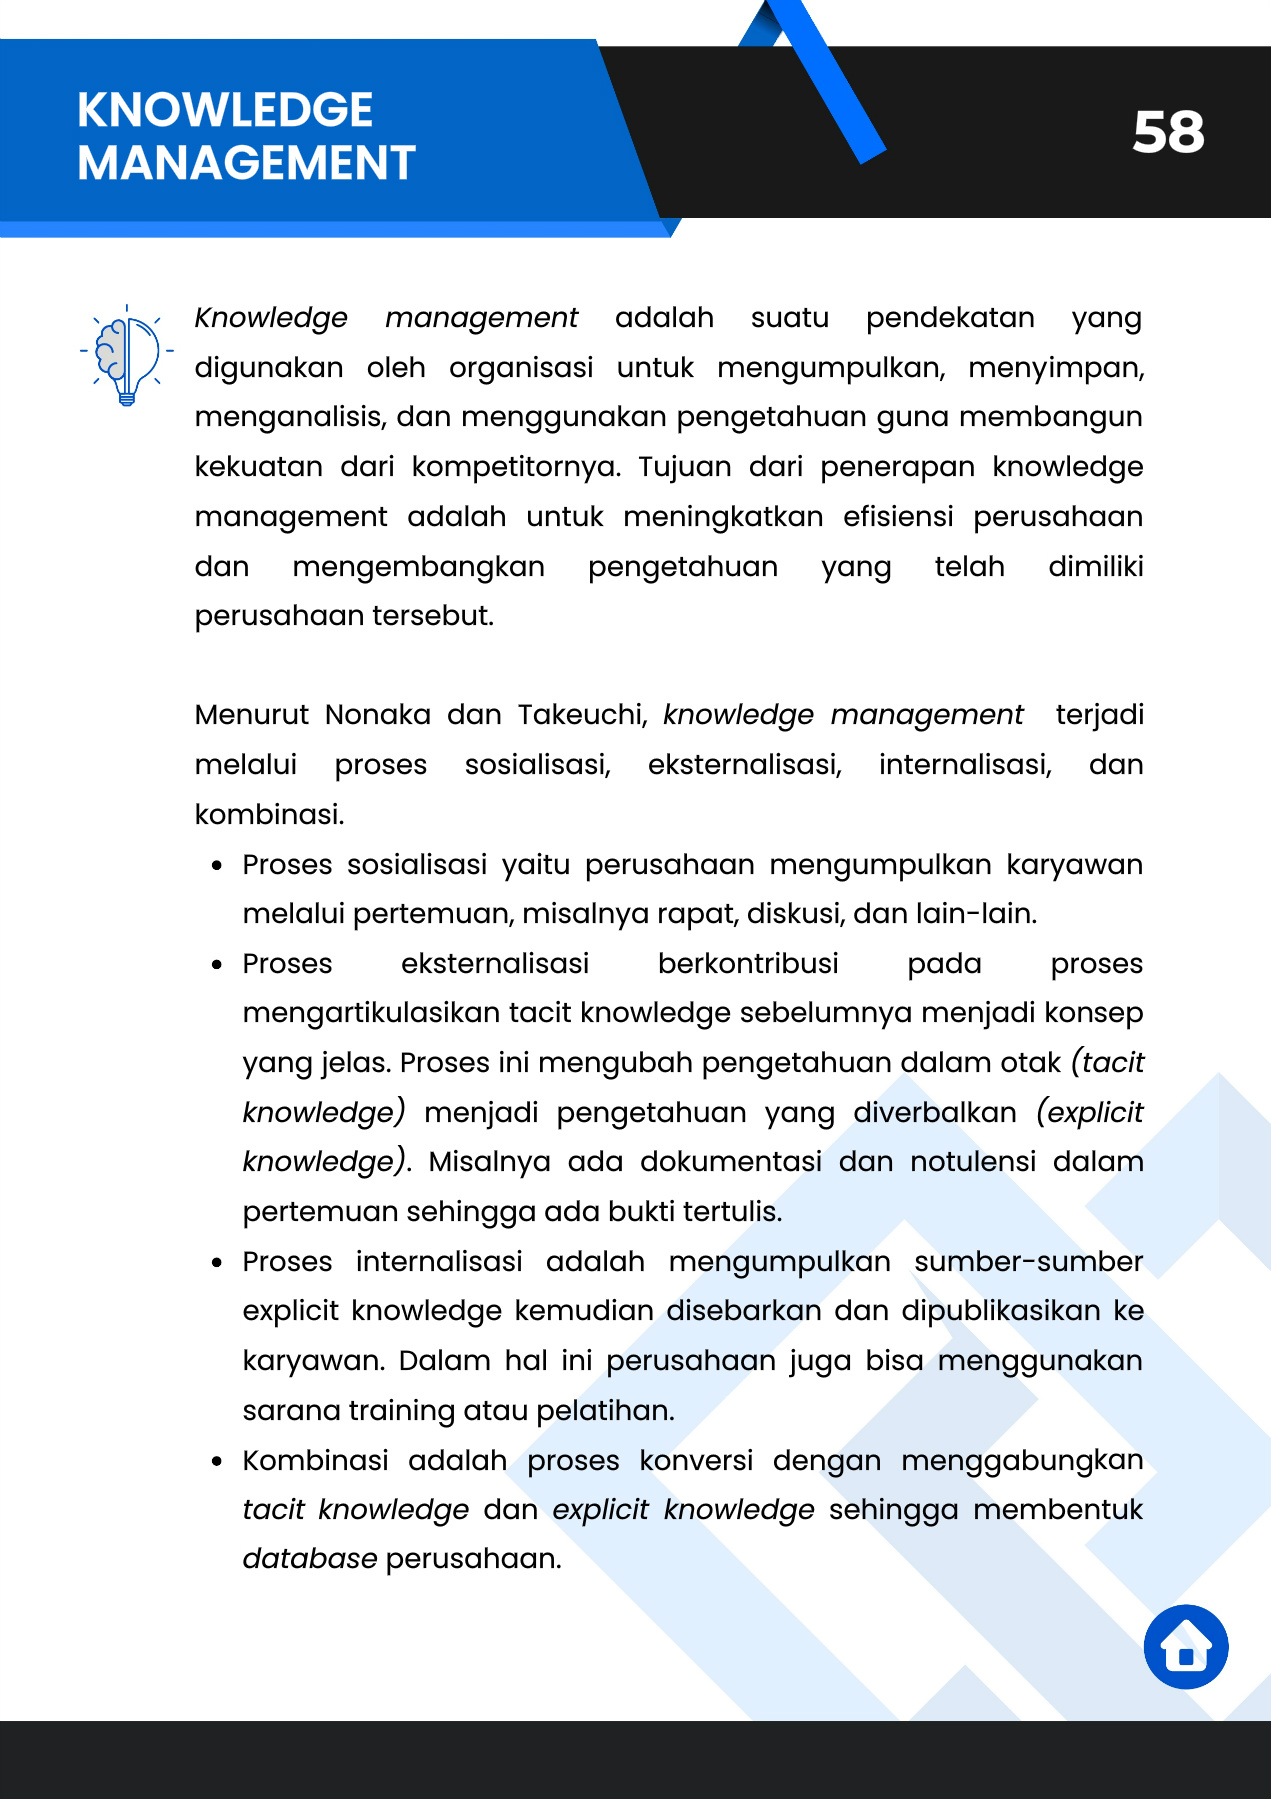 KNOWLEDGE
MANAGEMENT
58
Knowledge management adalah suatu pendekatan yang
digunakan oleh organisasi untuk mengumpulkan, menyimpan,
menganalisis, dan menggunakan pengetahuan guna membangun
kekuatan dari kompetitornya. Tujuan dari penerapan knowledge
management adalah untuk meningkatkan efisiensi perusahaan
dan mengembangkan pengetahuan yang telah dimiliki
perusahaan tersebut.
Menurut Nonaka dan Takeuchi, knowledge management terjadi
melalui proses sosialisasi, eksternalisasi, internalisasi, dan
kombinasi.
• Proses sosialisasi yaitu perusahaan mengumpulkan karyawan
melalui pertemuan, misalnya rapat, diskusi, dan lain-lain.
• Proses eksternalisasi berkontribusi pada proses
mengartikulasikan tacit knowledge sebelumnya menjadi konsep
yang jelas. Proses ini mengubah pengetahuan dalam otak (tacit
knowledge) menjadi pengetahuan yang diverbalkan (explicit
knowledge). Misalnya ada dokumentasi dan notulensi dalam
pertemuan sehingga ada bukti tertulis.
• Proses internalisasi adalah mengumpulkan sumber-sumber
explicit knowledge kemudian disebarkan dan dipublikasikan ke
karyawan. Dalam hal ini perusahaan juga bisa menggunakan
sarana training atau pelatihan.
• Kombinasi adalah proses konversi dengan menggabungkan
tacit knowledge dan explicit knowledge sehingga membentuk
database perusahaan.